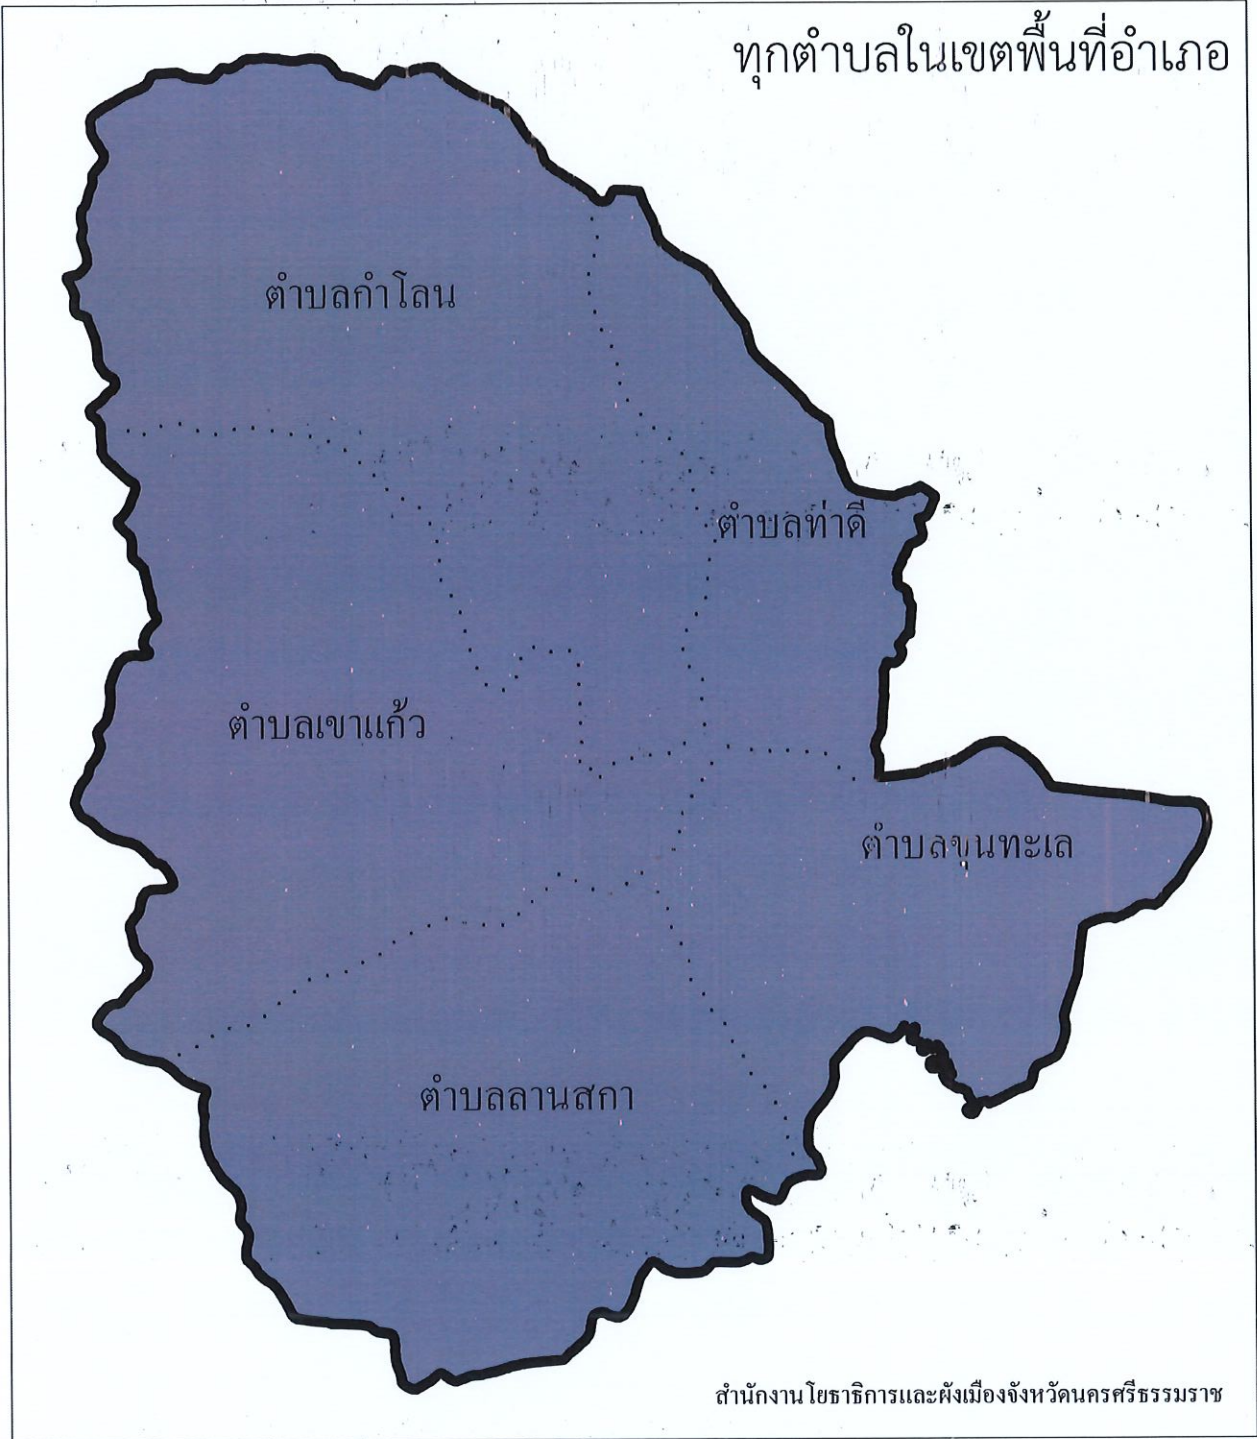 ทุกตำบลในเขตพื้นที่อำเภอ
ตำบลกำโลน
ตำบลท่าดี
ตำบลเขาแก้ว
ตำบลขุนทะเล
ตำบลลานสกา
สำนักงานโยธาธิการและผังเมืองจังหวัดนครศรีธรรมราช